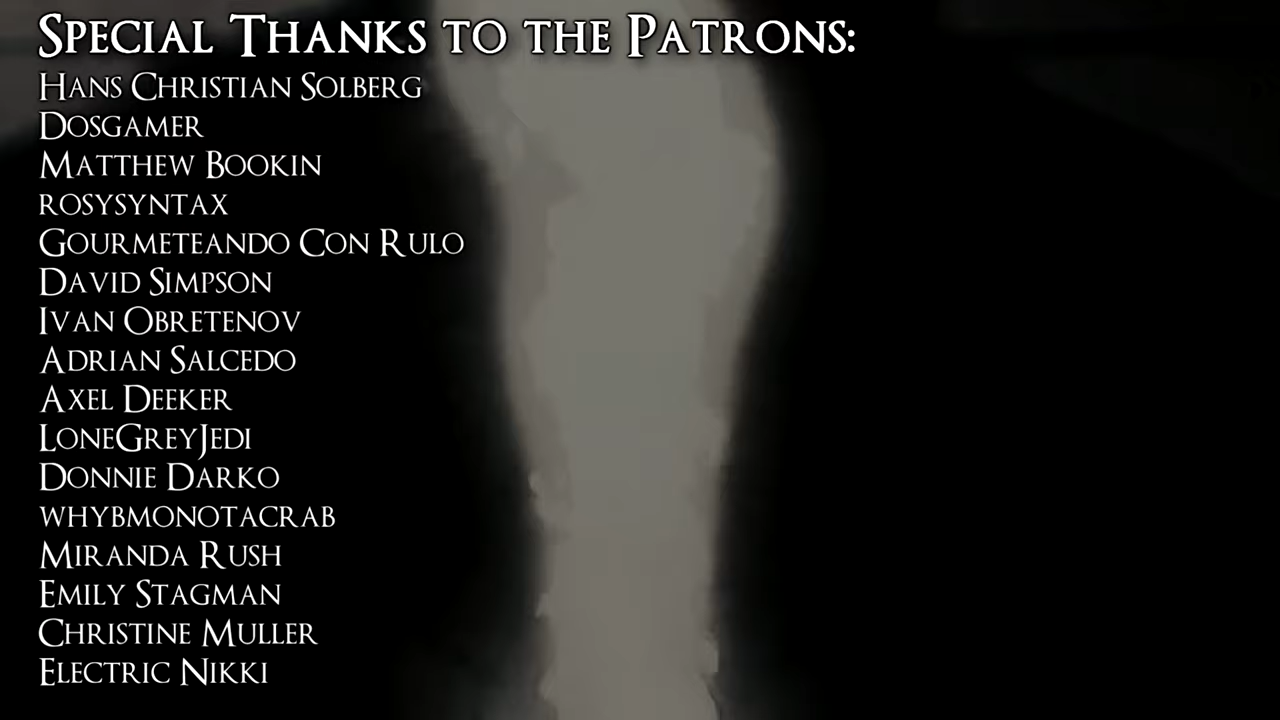 Special Thanks to the Patrons:
Hans Christian Solberg
Dosgamer
Matthew Bookin
rosysyntax
Gourmeteando Con Rulo
David Simpson
Ivan Obretenov
Adrian Salcedo
Axel Deeker
LoneGreyJedi
Donnie Darko
whybmonotacrab
Miranda Rush
Emily Stagman
Christine Muller
Electric Nikki